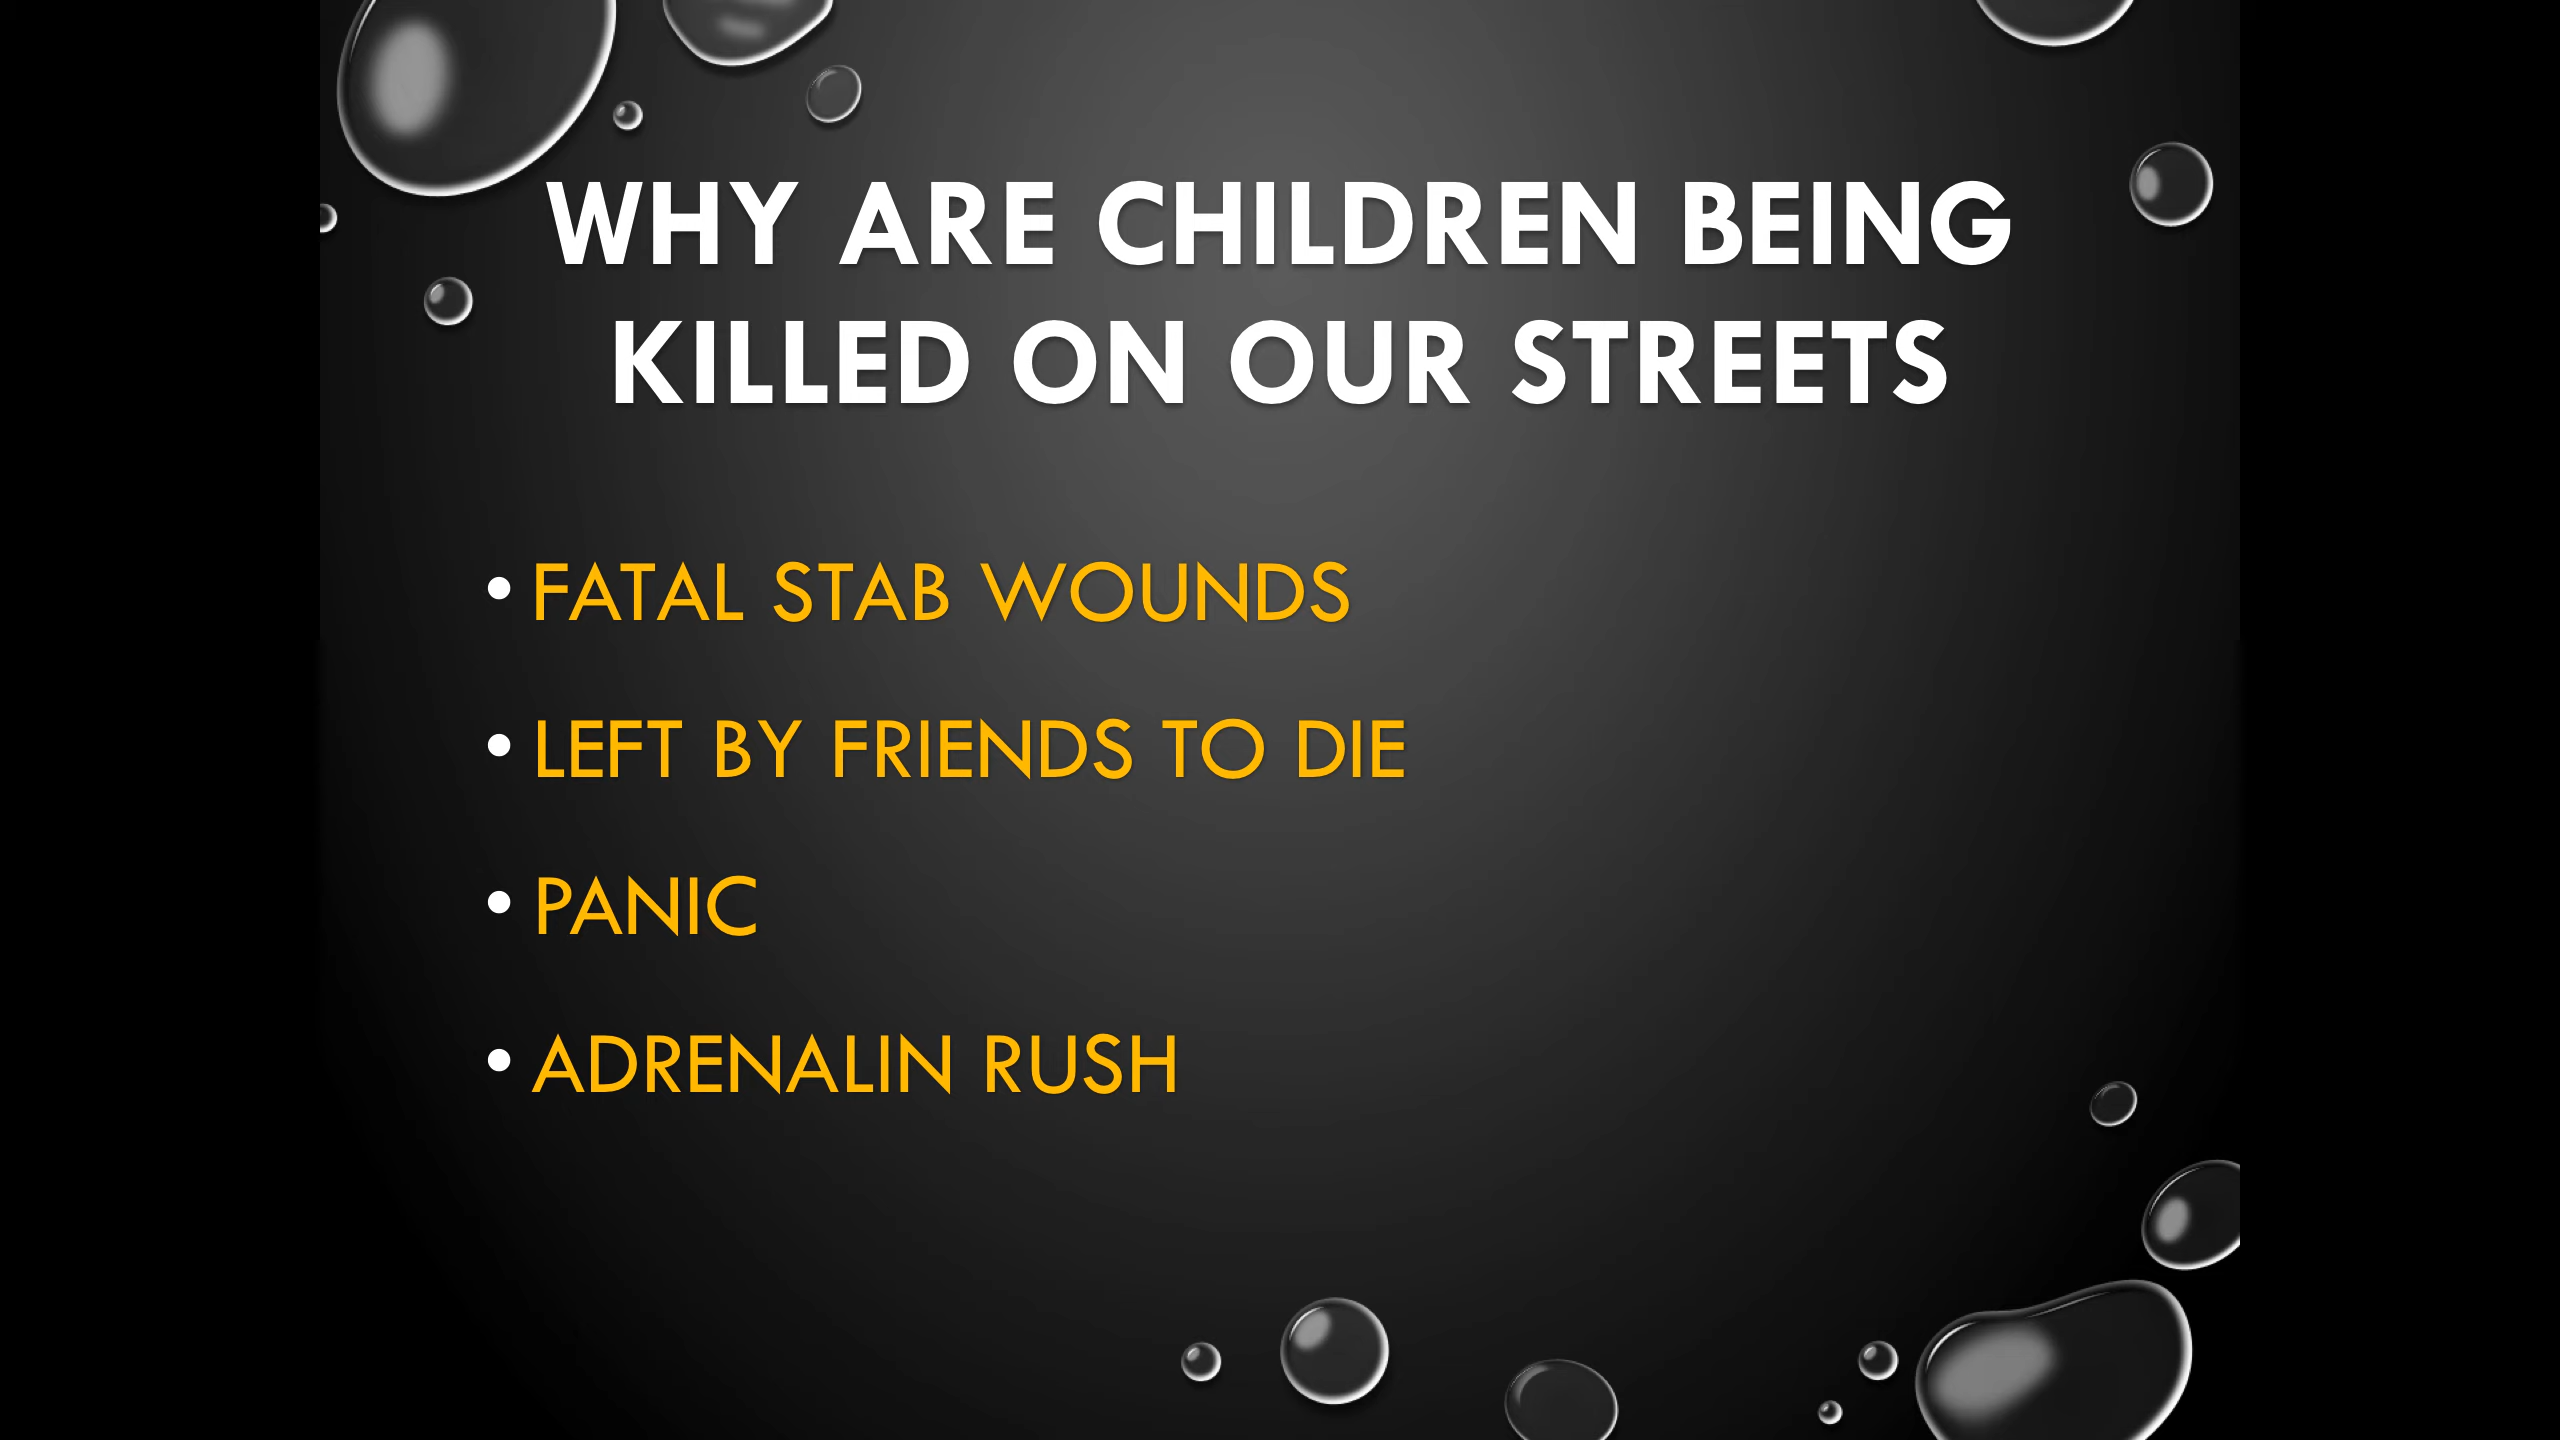 WHY ARE CHILDREN BEING
KILLED ON OUR STREETS
• FATAL STAB WOUNDS
• LEFT BY FRIENDS TO DIE
• PANIC
• ADRENALIN RUSH